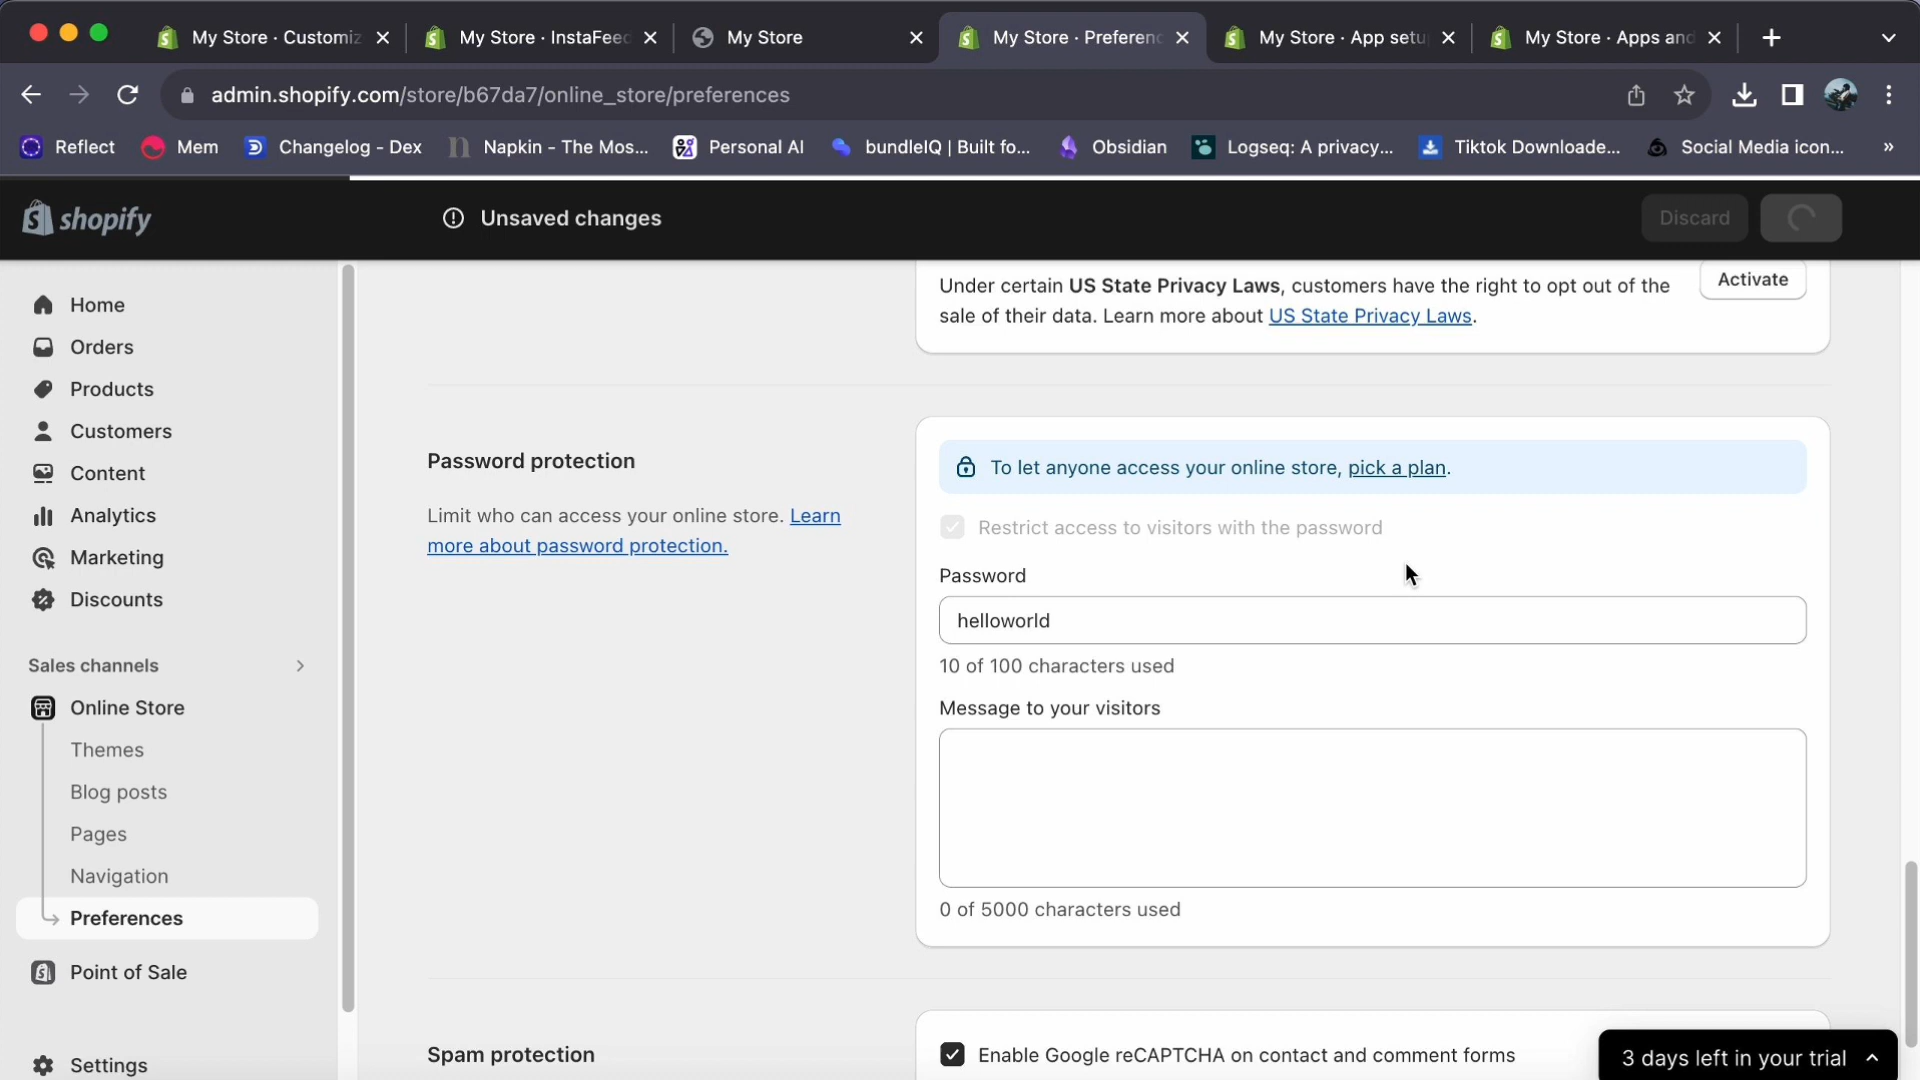 My Store · Customiz
My Store · InstaFeed
My Store
My Store · Preferenc
My Store · App setu
My Store · Apps and
admin.shopify.com/store/b67da7/online_store/preferences
Reflect
Mem
Changelog - Dex
Napkin - The Mos...
Personal AI
bundleIQ | Built fo...
Obsidian
Logseq: A privacy...
Tiktok Downloade...
Social Media icon...
»
shopify
Unsaved changes
Discard
Home
Orders
Products
Customers
Content
Analytics
Marketing
Discounts
Sales channels
Online Store
Themes
Blog posts
Pages
Navigation
Preferences
Point of Sale
Settings
Under certain US State Privacy Laws, customers have the right to opt out of the
sale of their data. Learn more about US State Privacy Laws.
Activate
Password protection
Limit who can access your online store. Learn
more about password protection.
To let anyone access your online store, pick a plan.
Restrict access to visitors with the password
Password
helloworld
10 of 100 characters used
Message to your visitors
0 of 5000 characters used
Spam protection
Enable Google reCAPTCHA on contact and comment forms
3 days left in your trial